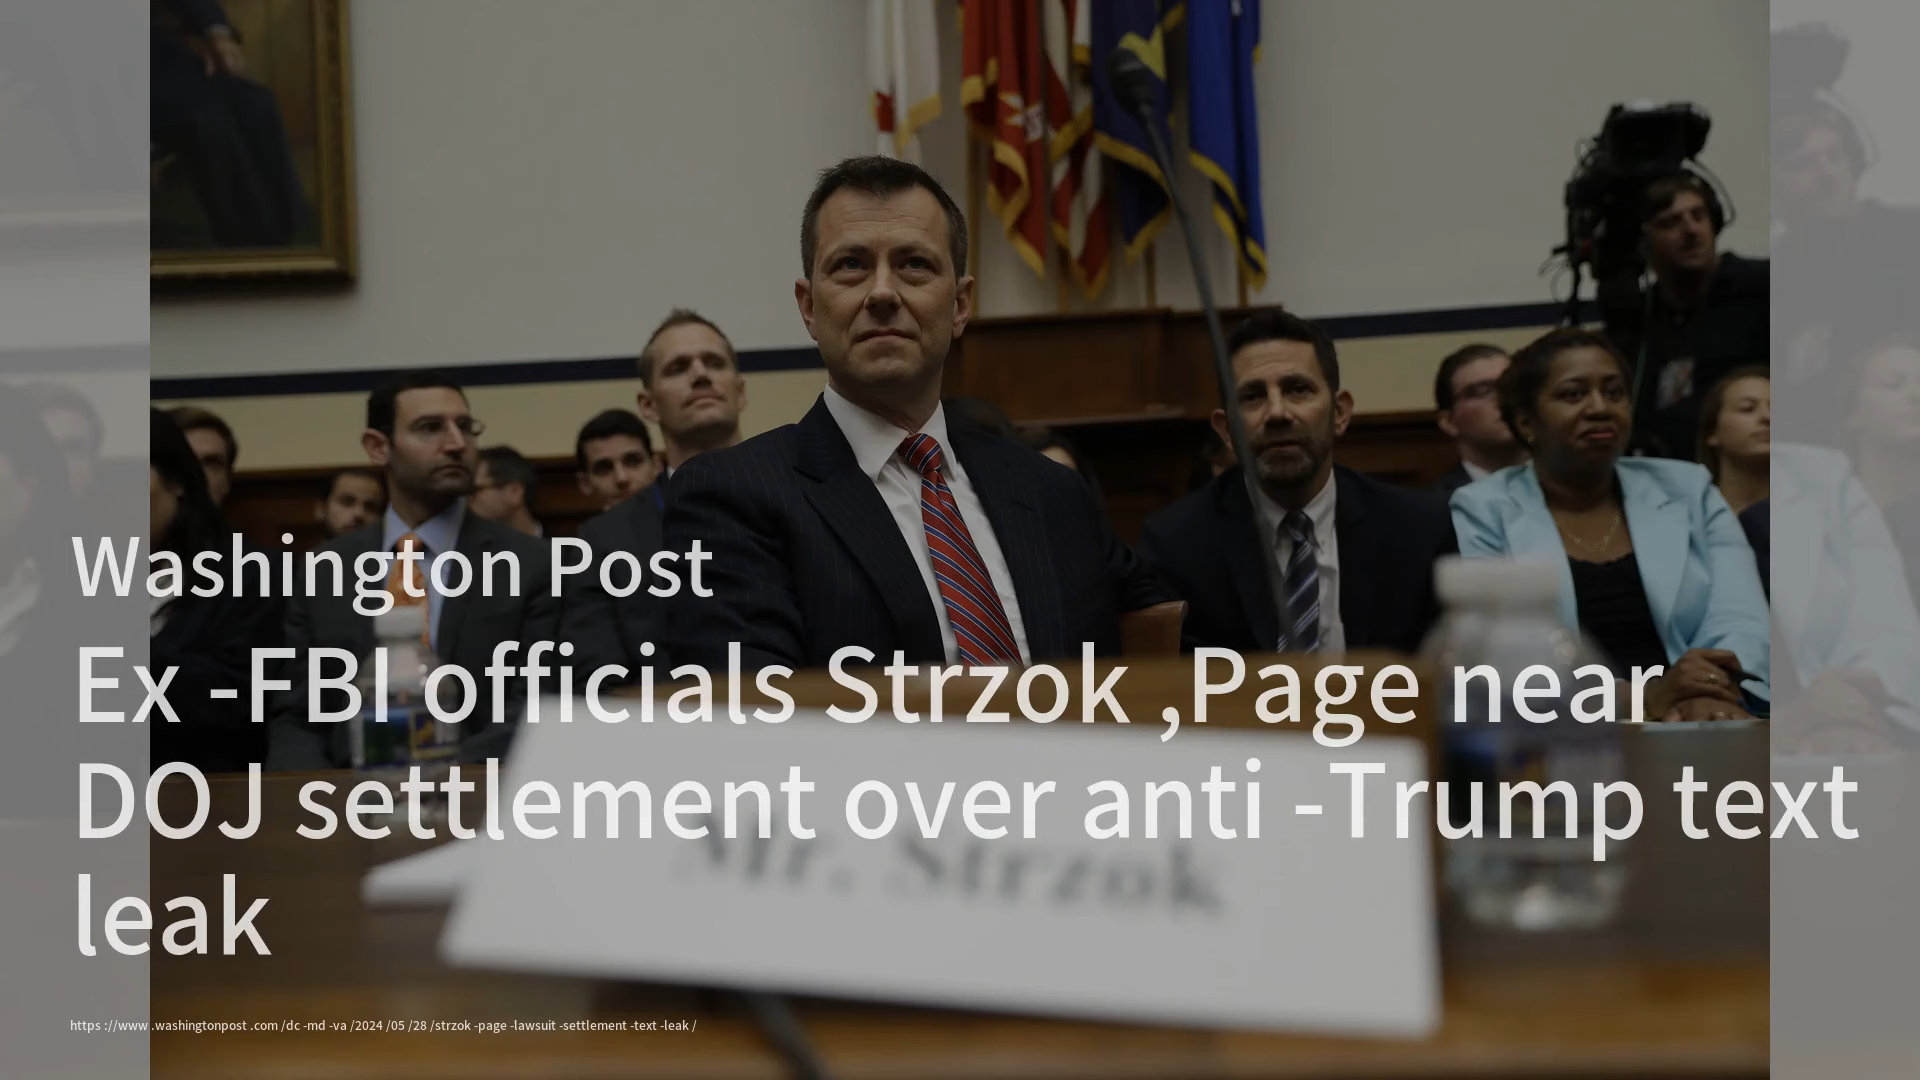 Washington Post
Ex -FBI officials Strzok ,Page near
DOJ settlement over anti -Trump text
leak
Mr. Strzok
https ://www .washingtonpost .com /dc -md -va /2024 /05 /28 /strzok -page -lawsuit -settlement -text -leak /